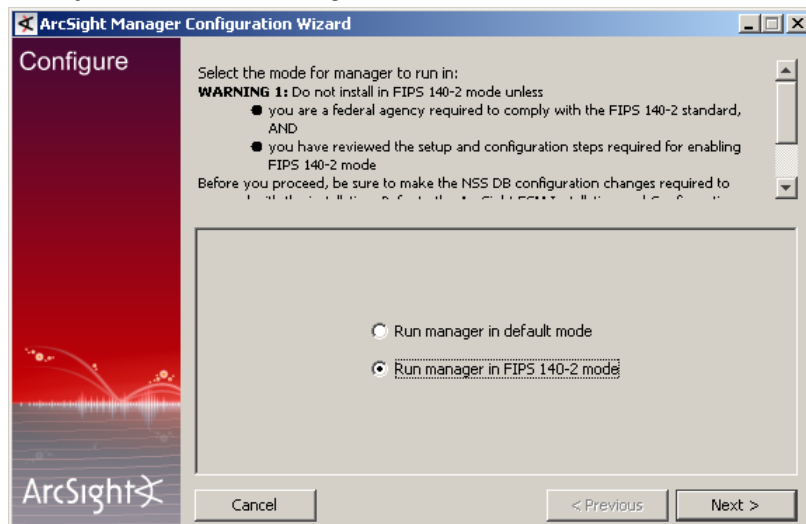 ArcSight Manager Configuration Wizard
Configure
Select the mode for manager to run in:
WARNING 1: Do not install in FIPS 140-2 mode unless
● you are a federal agency required to comply with the FIPS 140-2 standard,
AND
● you have reviewed the setup and configuration steps required for enabling
FIPS 140-2 mode
Before you proceed, be sure to make the NSS DB configuration changes required to
Run manager in default mode
Run manager in FIPS 140-2 mode
ArcSight
Cancel
< Previous
Next >